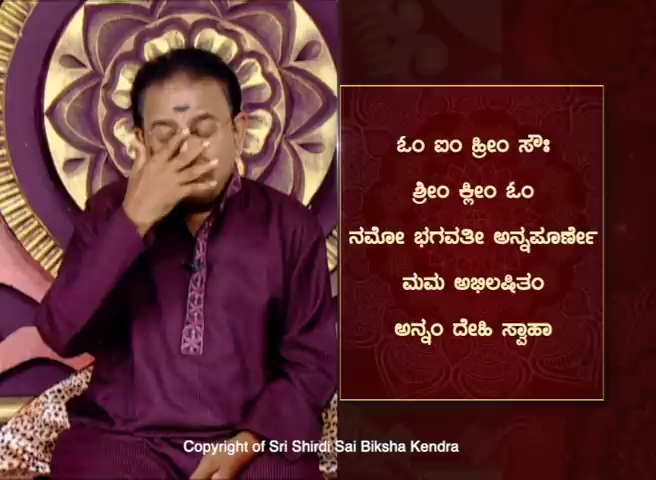 ಓಂ ಐಂ ಹ್ರೀಂ ಸೌಃ
ಶ್ರೀಂ ಕ್ಲೀಂ ಓಂ
ನಮೋ ಭಗವತೀ ಅನ್ನಪೂರ್ಣೇ
ಮಮ ಅಭಿಲಷಿತಂ
ಅನ್ನಂ ದೇಹಿ ಸ್ವಾಹಾ
Copyright of Sri Shirdi Sai Biksha Kendra